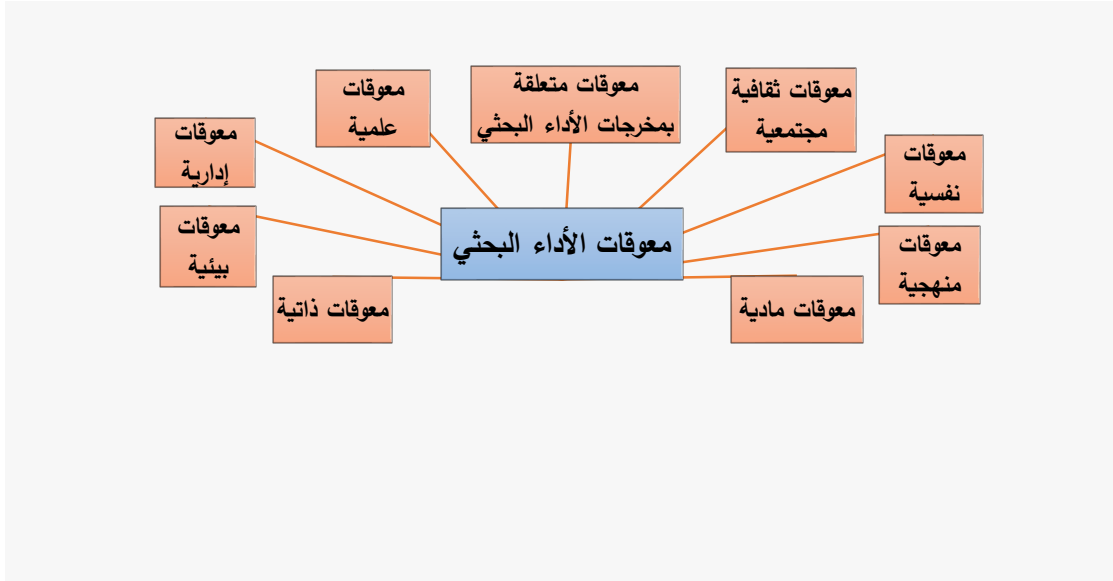 معوقات متعلقة
بمخرجات الأداء البحثي
معوقات ثقافية
مجتمعية
معوقات
علمية
معوقات
إدارية
معوقات
نفسية
معوقات
بيئية
معوقات الأداء البحثي
معوقات
منهجية
معوقات ذاتية
معوقات مادية